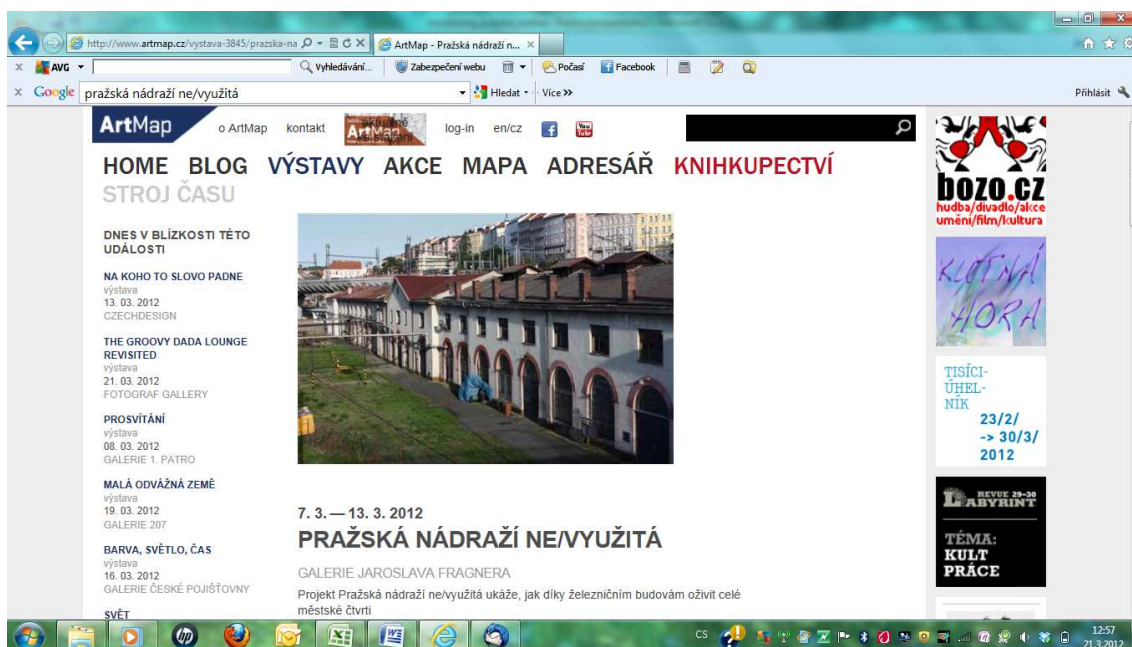 http://www.artmap.cz/vystava-3845/prazska-na
ArtMap - Pražská nádraží n...
AVG
Vyhledávání...
Zabezpečení webu
Počasí
Facebook
Google
pražská nádraží ne/využitá
Hledat
Více >>
Přihlásit
ArtMap
o ArtMap
kontakt
log-in
en/cz
You
Tube
HOME BLOG VÝSTAVY AKCE MAPA ADRESÁŘ KNIHKUPECTVÍ
STROJ ČASU
DNES V BLÍZKOSTI TÉTO
UDÁLOSTI
NA KOHO TO SLOVO PADNE
výstava
13. 03. 2012
CZECHDESIGN
THE GROOVY DADA LOUNGE
REVISITED
výstava
21. 03. 2012
FOTOGRAF GALLERY
PROSVÍTÁNÍ
výstava
08. 03. 2012
GALERIE 1. PATRO
MALÁ ODVÁŽNÁ ZEMĚ
výstava
19. 03. 2012
GALERIE 207
BARVA, SVĚTLO, ČAS
výstava
16. 03. 2012
GALERIE ČESKÉ POJIŠŤOVNY
SVĚT
7. 3. — 13. 3. 2012
PRAŽSKÁ NÁDRAŽÍ NE/VYUŽITÁ
GALERIE JAROSLAVA FRAGNERA
Projekt Pražská nádraží ne/využitá ukáže, jak díky železničním budovám oživit celé
městské čtvrti
bozo.cz
hudba/divadlo/akce
umění/film/kultura
KUTNÁ
HORA
TISÍCI-
ÚHEL-
NÍK
23/2/
-> 30/3/
2012
REVUE 29-30
LABYRINT
TÉMA:
KULT
PRÁCE
CS
12:57
21.3.2012